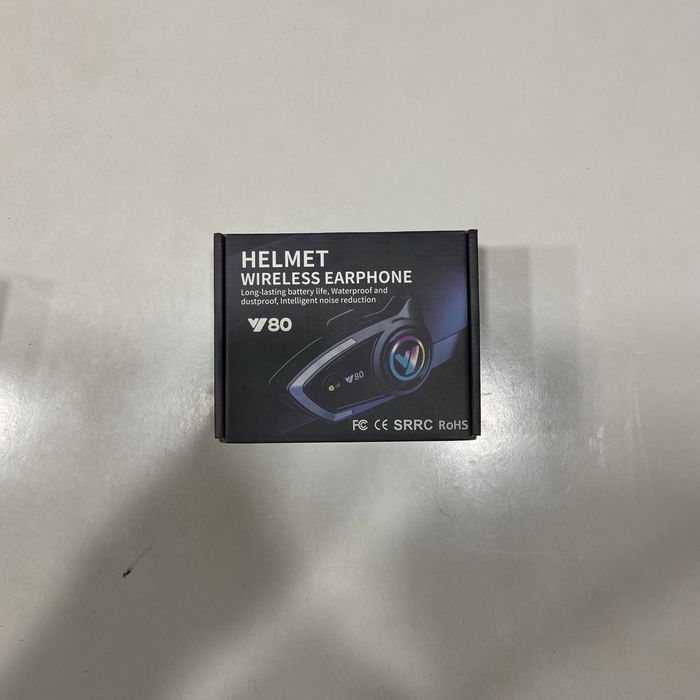 HELMET
WIRELESS EARPHONE
Long-lasting battery life, Waterproof and
dustproof, Intelligent noise reduction
Y80
Y80
FC CE SRRC RoHS